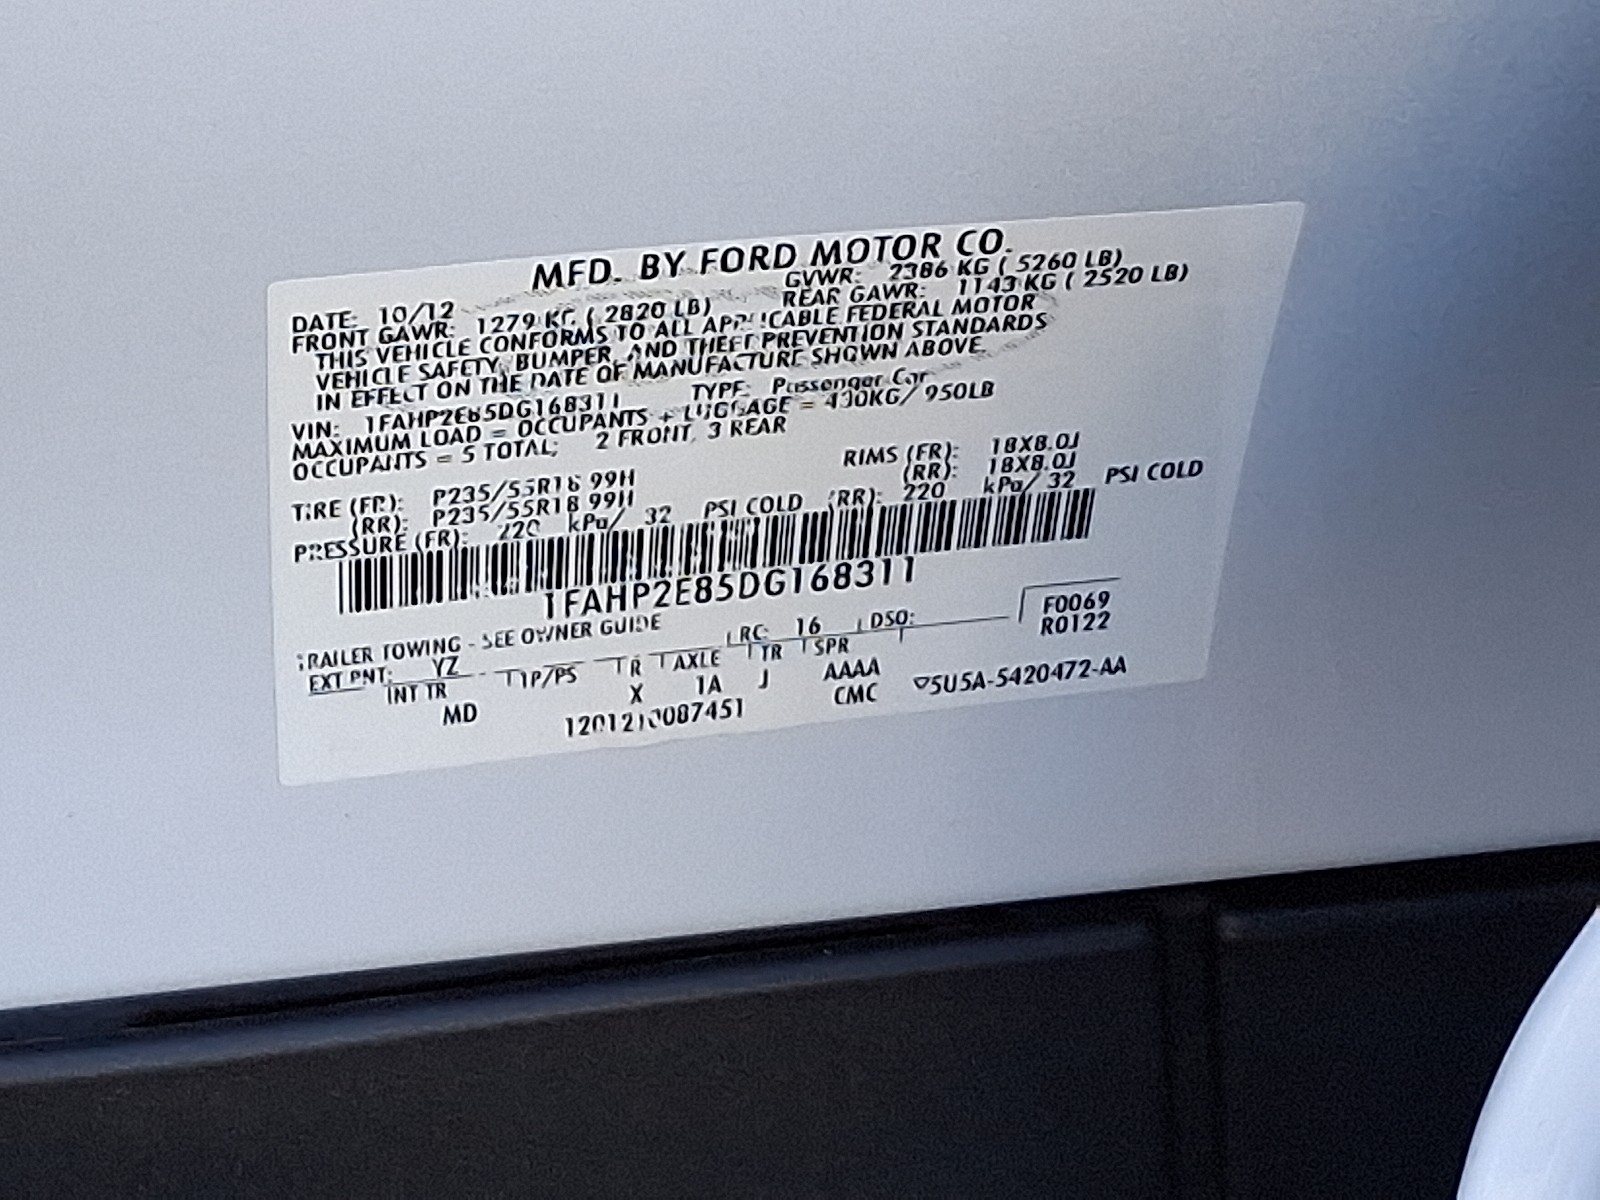 MFD. BY FORD MOTOR CO.
DATE: 10/12 GVWR: 2386 KG ( 5260 LB)
FRONT GAWR: 1279 KG ( 2820 LB) REAR GAWR: 1143 KG ( 2520 LB)
THIS VEHICLE CONFORMS TO ALL APPLICABLE FEDERAL MOTOR
VEHICLE SAFETY, BUMPER, AND THEFT PREVENTION STANDARDS
IN EFFECT ON THE DATE OF MANUFACTURE SHOWN ABOVE.
VIN: 1FAHP2E85DG168311 TYPE: Passenger Car
MAXIMUM LOAD = OCCUPANTS + LUGGAGE = 430KG/ 950LB
OCCUPANTS = 5 TOTAL; 2 FRONT, 3 REAR
TIRE (FR): P235/55R18 99H RIMS (FR): 18X8.0J
(RR): P235/55R18 99H (RR): 18X8.0J
PRESSURE (FR): 220 kPa/ 32 PSI COLD (RR): 220 kPa/ 32 PSI COLD
1FAHP2E85DG168311
TRAILER TOWING - SEE OWNER GUIDE
EXT PNT: YZ RC: 16 DSO: F0069
R0122
INT TR TP/PS R AXLE TR SPR
MD X 1A J AAAA
20121 0087451 CMC ▽5U5A-5420472-AA